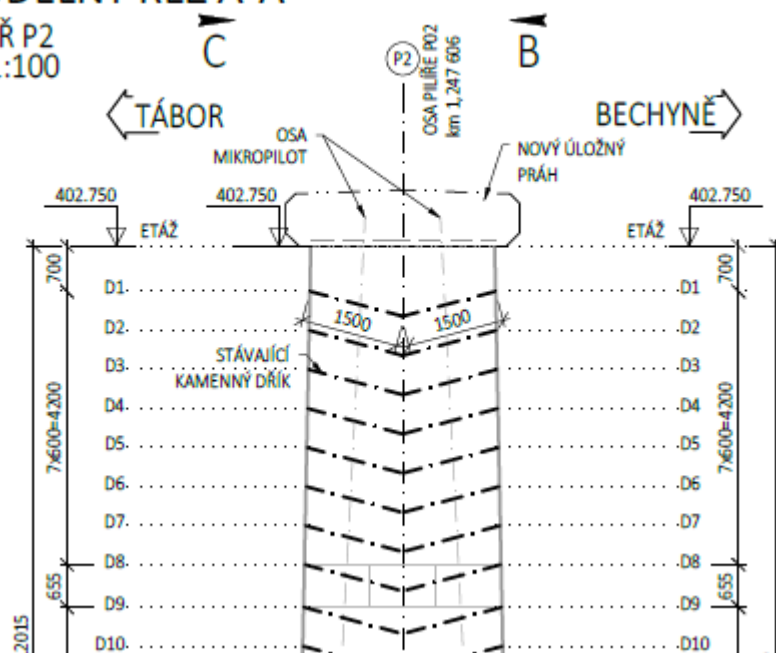 Ř P2
:100
C
B
P2
OSA PILÍŘE P02
km 1,247 606
TÁBOR
BECHYNĚ
OSA
MIKROPILOT
NOVÝ ÚLOŽNÝ
PRÁH
402.750
402.750
402.750
ETÁŽ
ETÁŽ
700
700
D1
D1
1500
1500
D2
D2
STÁVAJÍCÍ
KAMENNÝ DŘÍK
D3
D3
D4
D4
7x600=4200
7x600=4200
D5
D5
D6
D6
D7
D7
D8
D8
655
655
D9
D9
2015
D10
D10